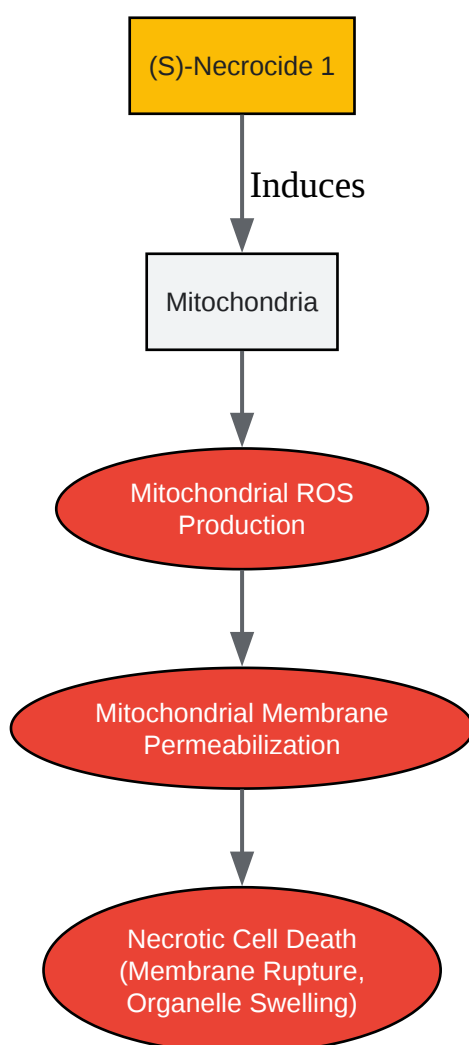 (S)-Necrocide 1
Induces
Mitochondria
Mitochondrial ROS
Production
Mitochondrial Membrane
Permeabilization
Necrotic Cell Death
(Membrane Rupture,
Organelle Swelling)